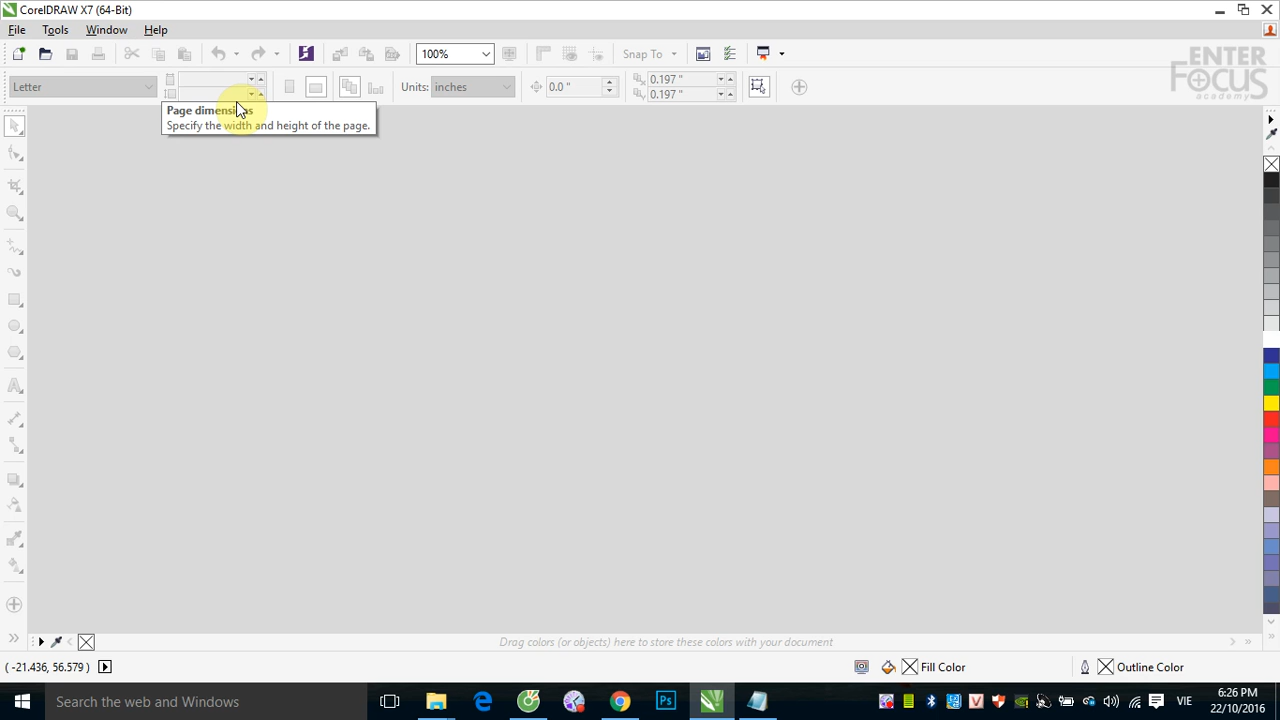 CorelDRAW X7 (64-Bit)
File Tools Window Help
100%
Snap To
ENTER
FOCUS
academy
Letter
Units: inches
0.0 "
0.197 "
0.197 "
Page dimensions
Specify the width and height of the page.
Drag colors (or objects) here to store these colors with your document
( -21.436, 56.579 )
Fill Color
Outline Color
Search the web and Windows
Ps
VIE
6:26 PM
22/10/2016